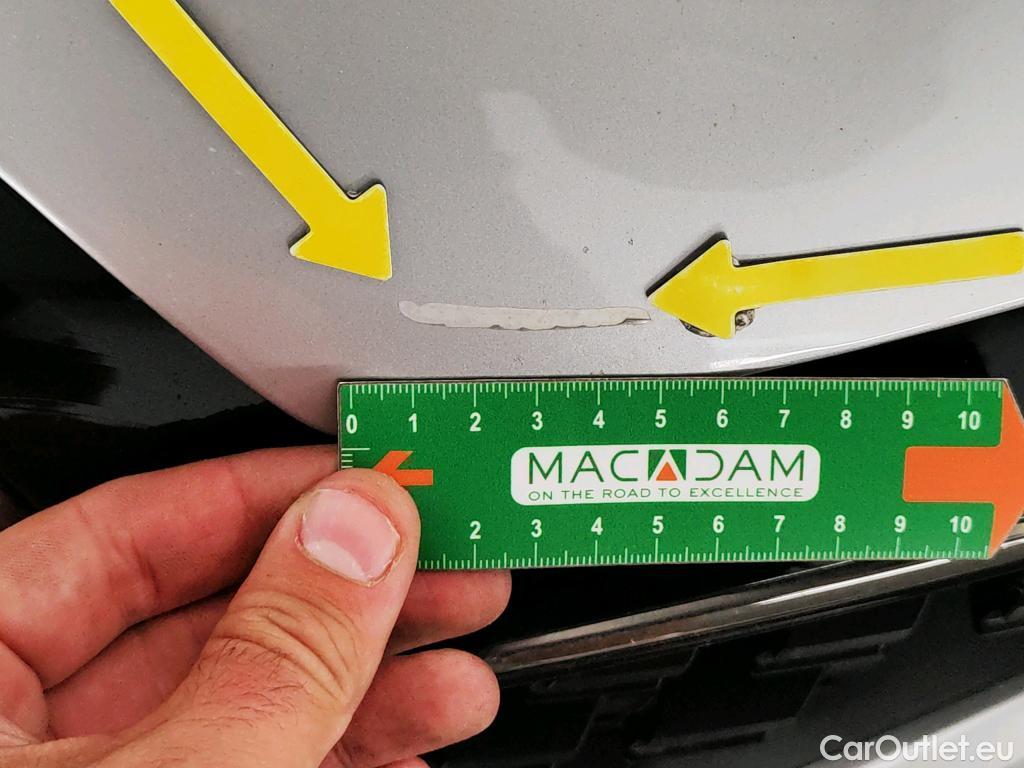 0 1 2 3 4 5 6 7 8 9 10
MACADAM
ON THE ROAD TO EXCELLENCE
2 3 4 5 6 7 8 9 10
CarOutlet.eu